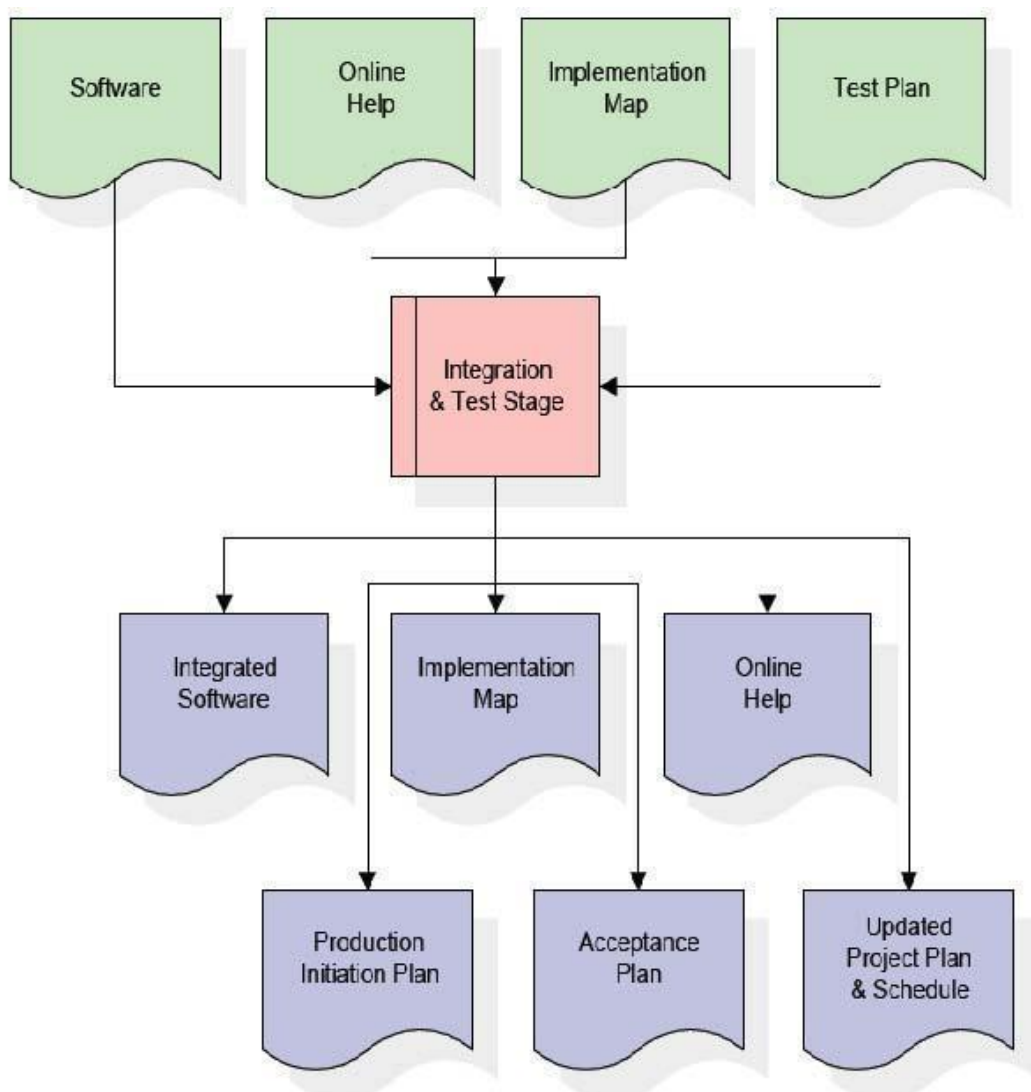 Software
Online
Help
Implementation
Map
Test Plan
Integration
& Test Stage
Integrated
Software
Implementation
Map
Online
Help
Production
Initiation Plan
Acceptance
Plan
Updated
Project Plan
& Schedule